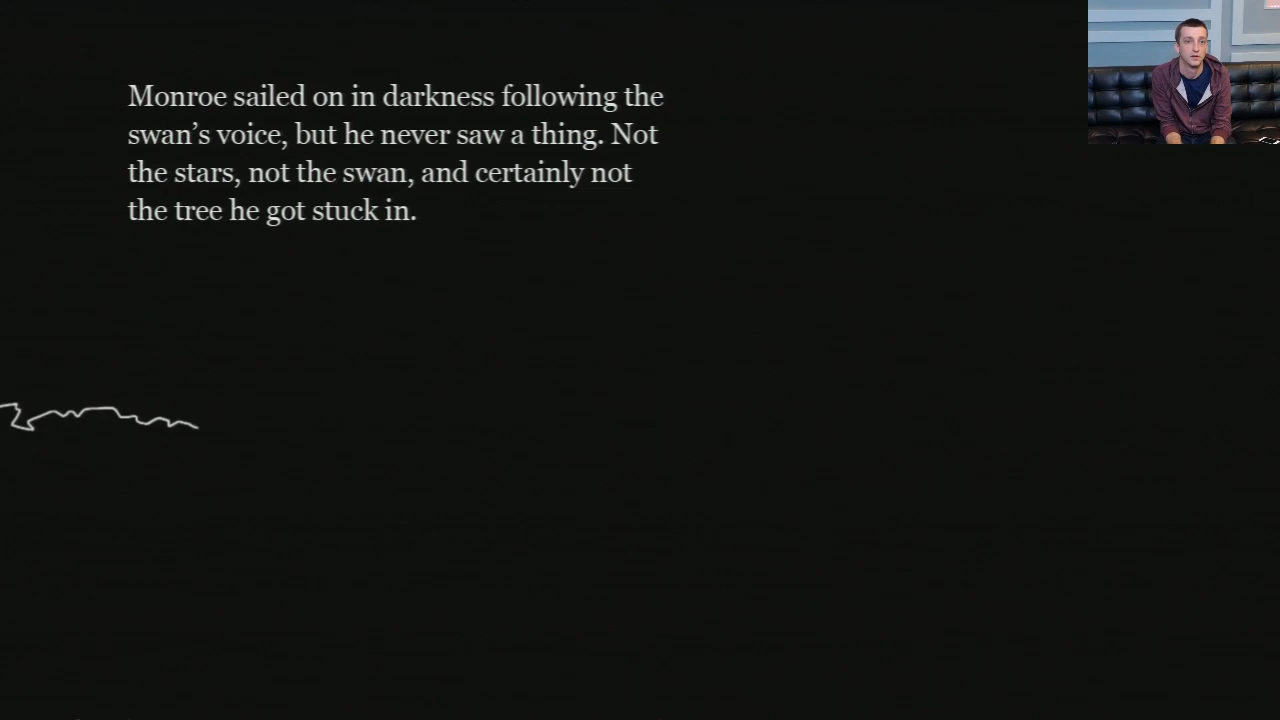 Monroe sailed on in darkness following the
swan’s voice, but he never saw a thing. Not
the stars, not the swan, and certainly not
the tree he got stuck in.